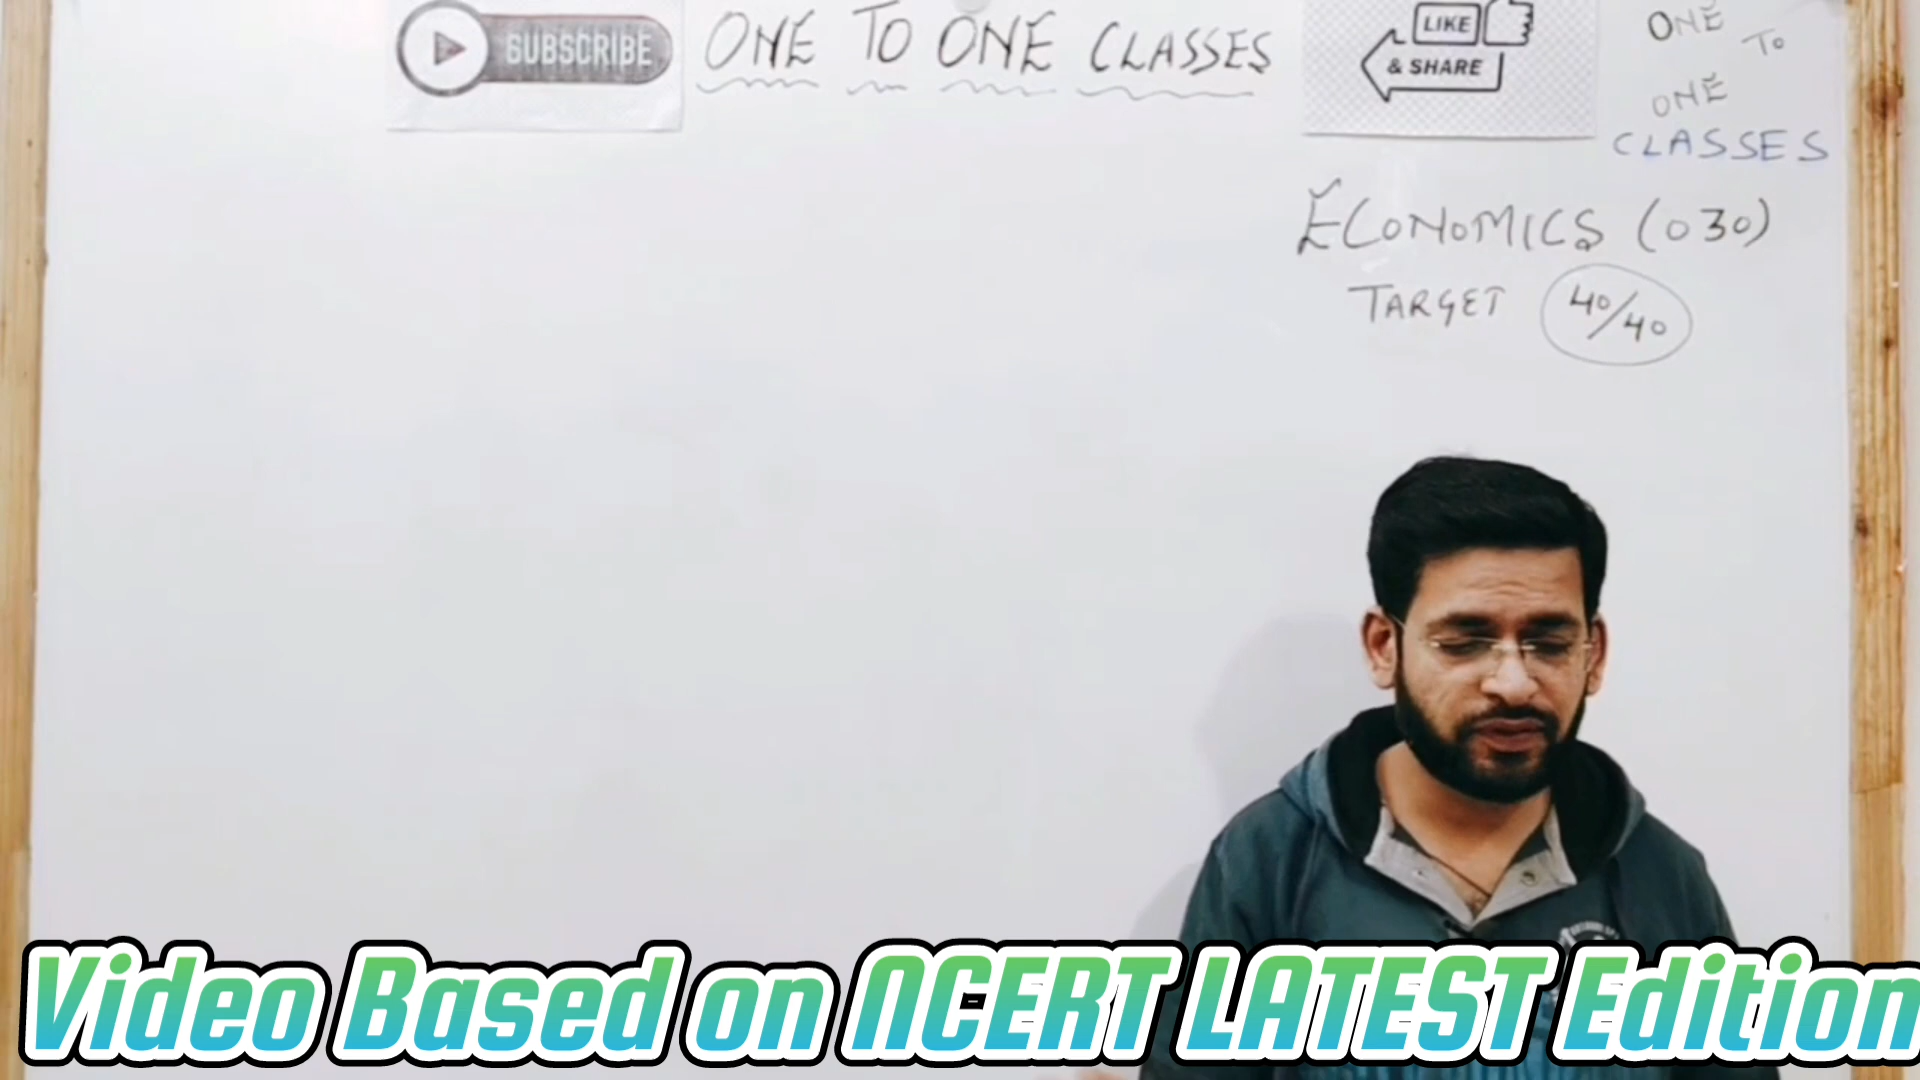 SUBSCRIBE
ONE TO ONE CLASSES
LIKE
& SHARE
ONE
TO
ONE
CLASSES
ECONOMICS (030)
TARGET 40/40
Video Based on NCERT LATEST Edition